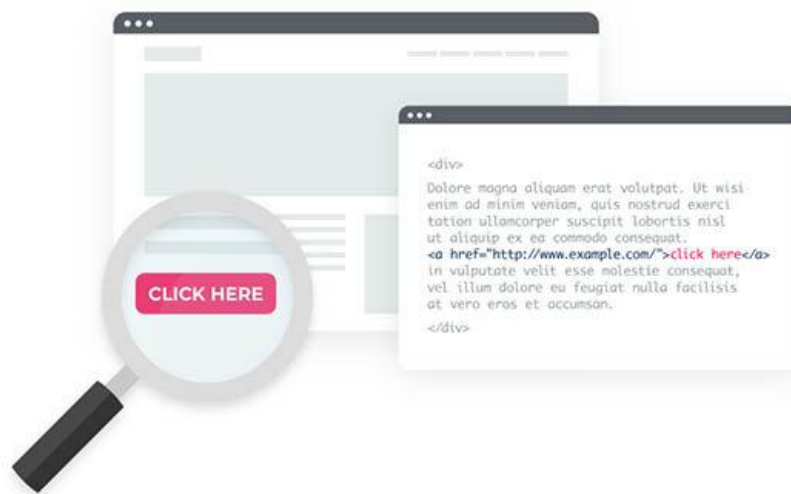 CLICK HERE
<div>
Dolore magna aliquam erat volutpat. Ut wisi
enim ad minim veniam, quis nostrud exerci
tation ullamcorper suscipit lobortis nisl
ut aliquip ex ea commodo consequat.
<a href="http://www.example.com/">click here</a>
in vulputate velit esse molestie consequat,
vel illum dolore eu feugiat nulla facilisis
at vero eros et accumsan.
</div>